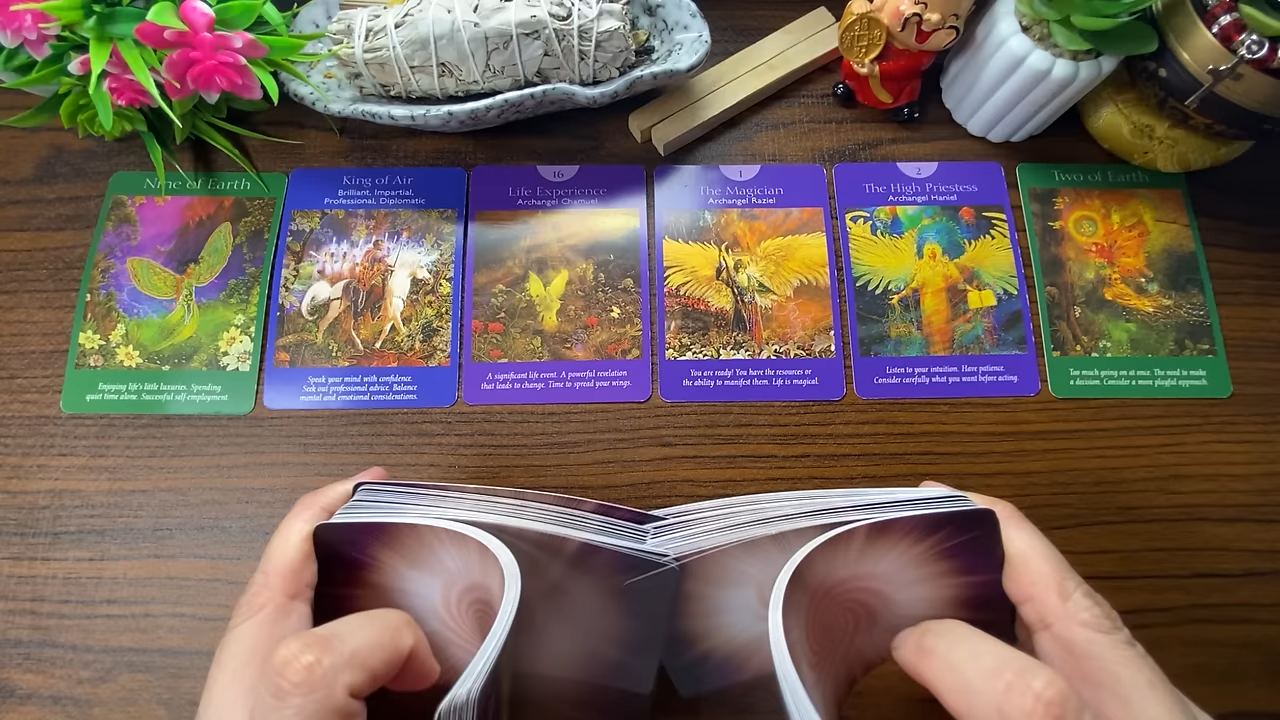 Nine of Earth
Enjoying life's little luxuries. Spending
quiet time alone. Successful self-employment.
King of Air
Brilliant, Impartial,
Professional, Diplomatic
Speak your mind with confidence.
Seek out professional advice. Balance
mental and emotional considerations.
16
Life Experience
Archangel Chamuel
A significant life event. A powerful revelation
that leads to change. Time to spread your wings.
1
The Magician
Archangel Raziel
You are ready! You have the resources or
the ability to manifest them. Life is magical.
2
The High Priestess
Archangel Haniel
Listen to your intuition. Have patience.
Consider carefully what you want before acting.
Two of Earth
Too much going on at once. The need to make
a decision. Consider a more playful approach.